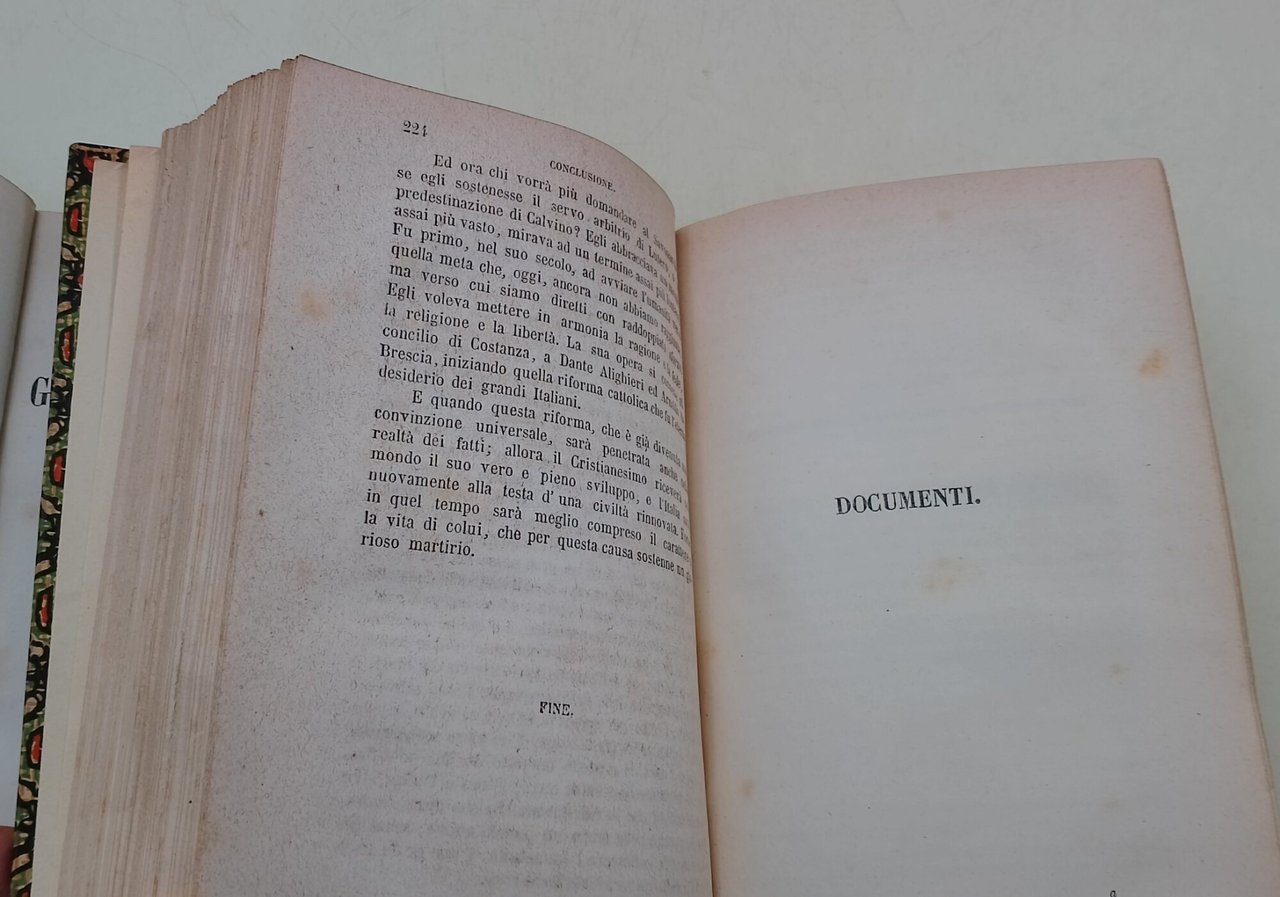 G
224
CONCLUSIONE.
Ed ora chi vorrà più domandare al
se egli sostenesse il servo arbitrio di Lutero
predestinazione di Calvino? Egli abbracciava un
assai più vasto, mirava ad un termine assai più
Fu primo, nel suo secolo, ad avviare l'umanità
quella meta che, oggi, ancora non abbiamo
ma verso cui siamo diretti con raddoppiati
Egli voleva mettere in armonia la ragione e la fede
la religione e la libertà. La sua opera si
concilio di Costanza, a Dante Alighieri ed
Brescia, iniziando quella riforma cattolica che fu
desiderio dei grandi Italiani.
E quando questa riforma, che è già divenuta
convinzione universale, sarà penetrata anche
realtà dei fatti; allora il Cristianesimo riceverà
mondo il suo vero e pieno sviluppo, e l'Italia
nuovamente alla testa d'una civiltà rinnovata.
in quel tempo sarà meglio compreso il
la vita di colui, che per questa causa sostenne un
rioso martirio.
FINE.
DOCUMENTI.